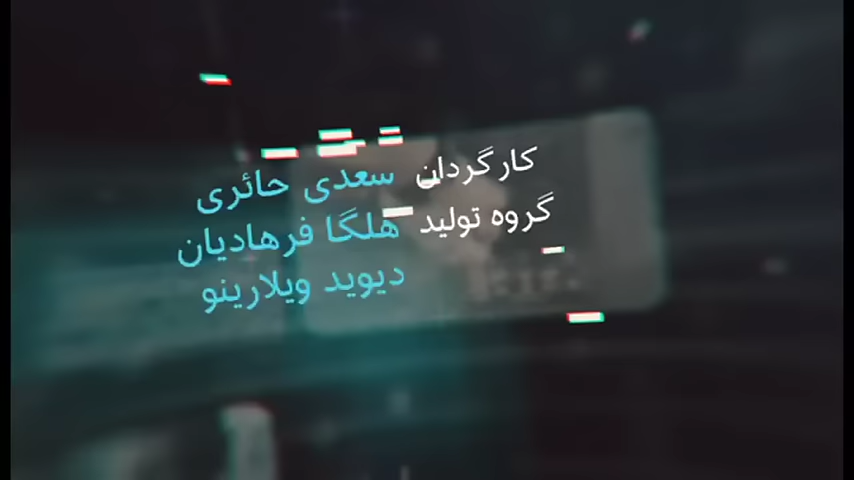 کارگردان سعدی حائری
گروه تولید هلگا فرهادیان
دیوید ویلارینو